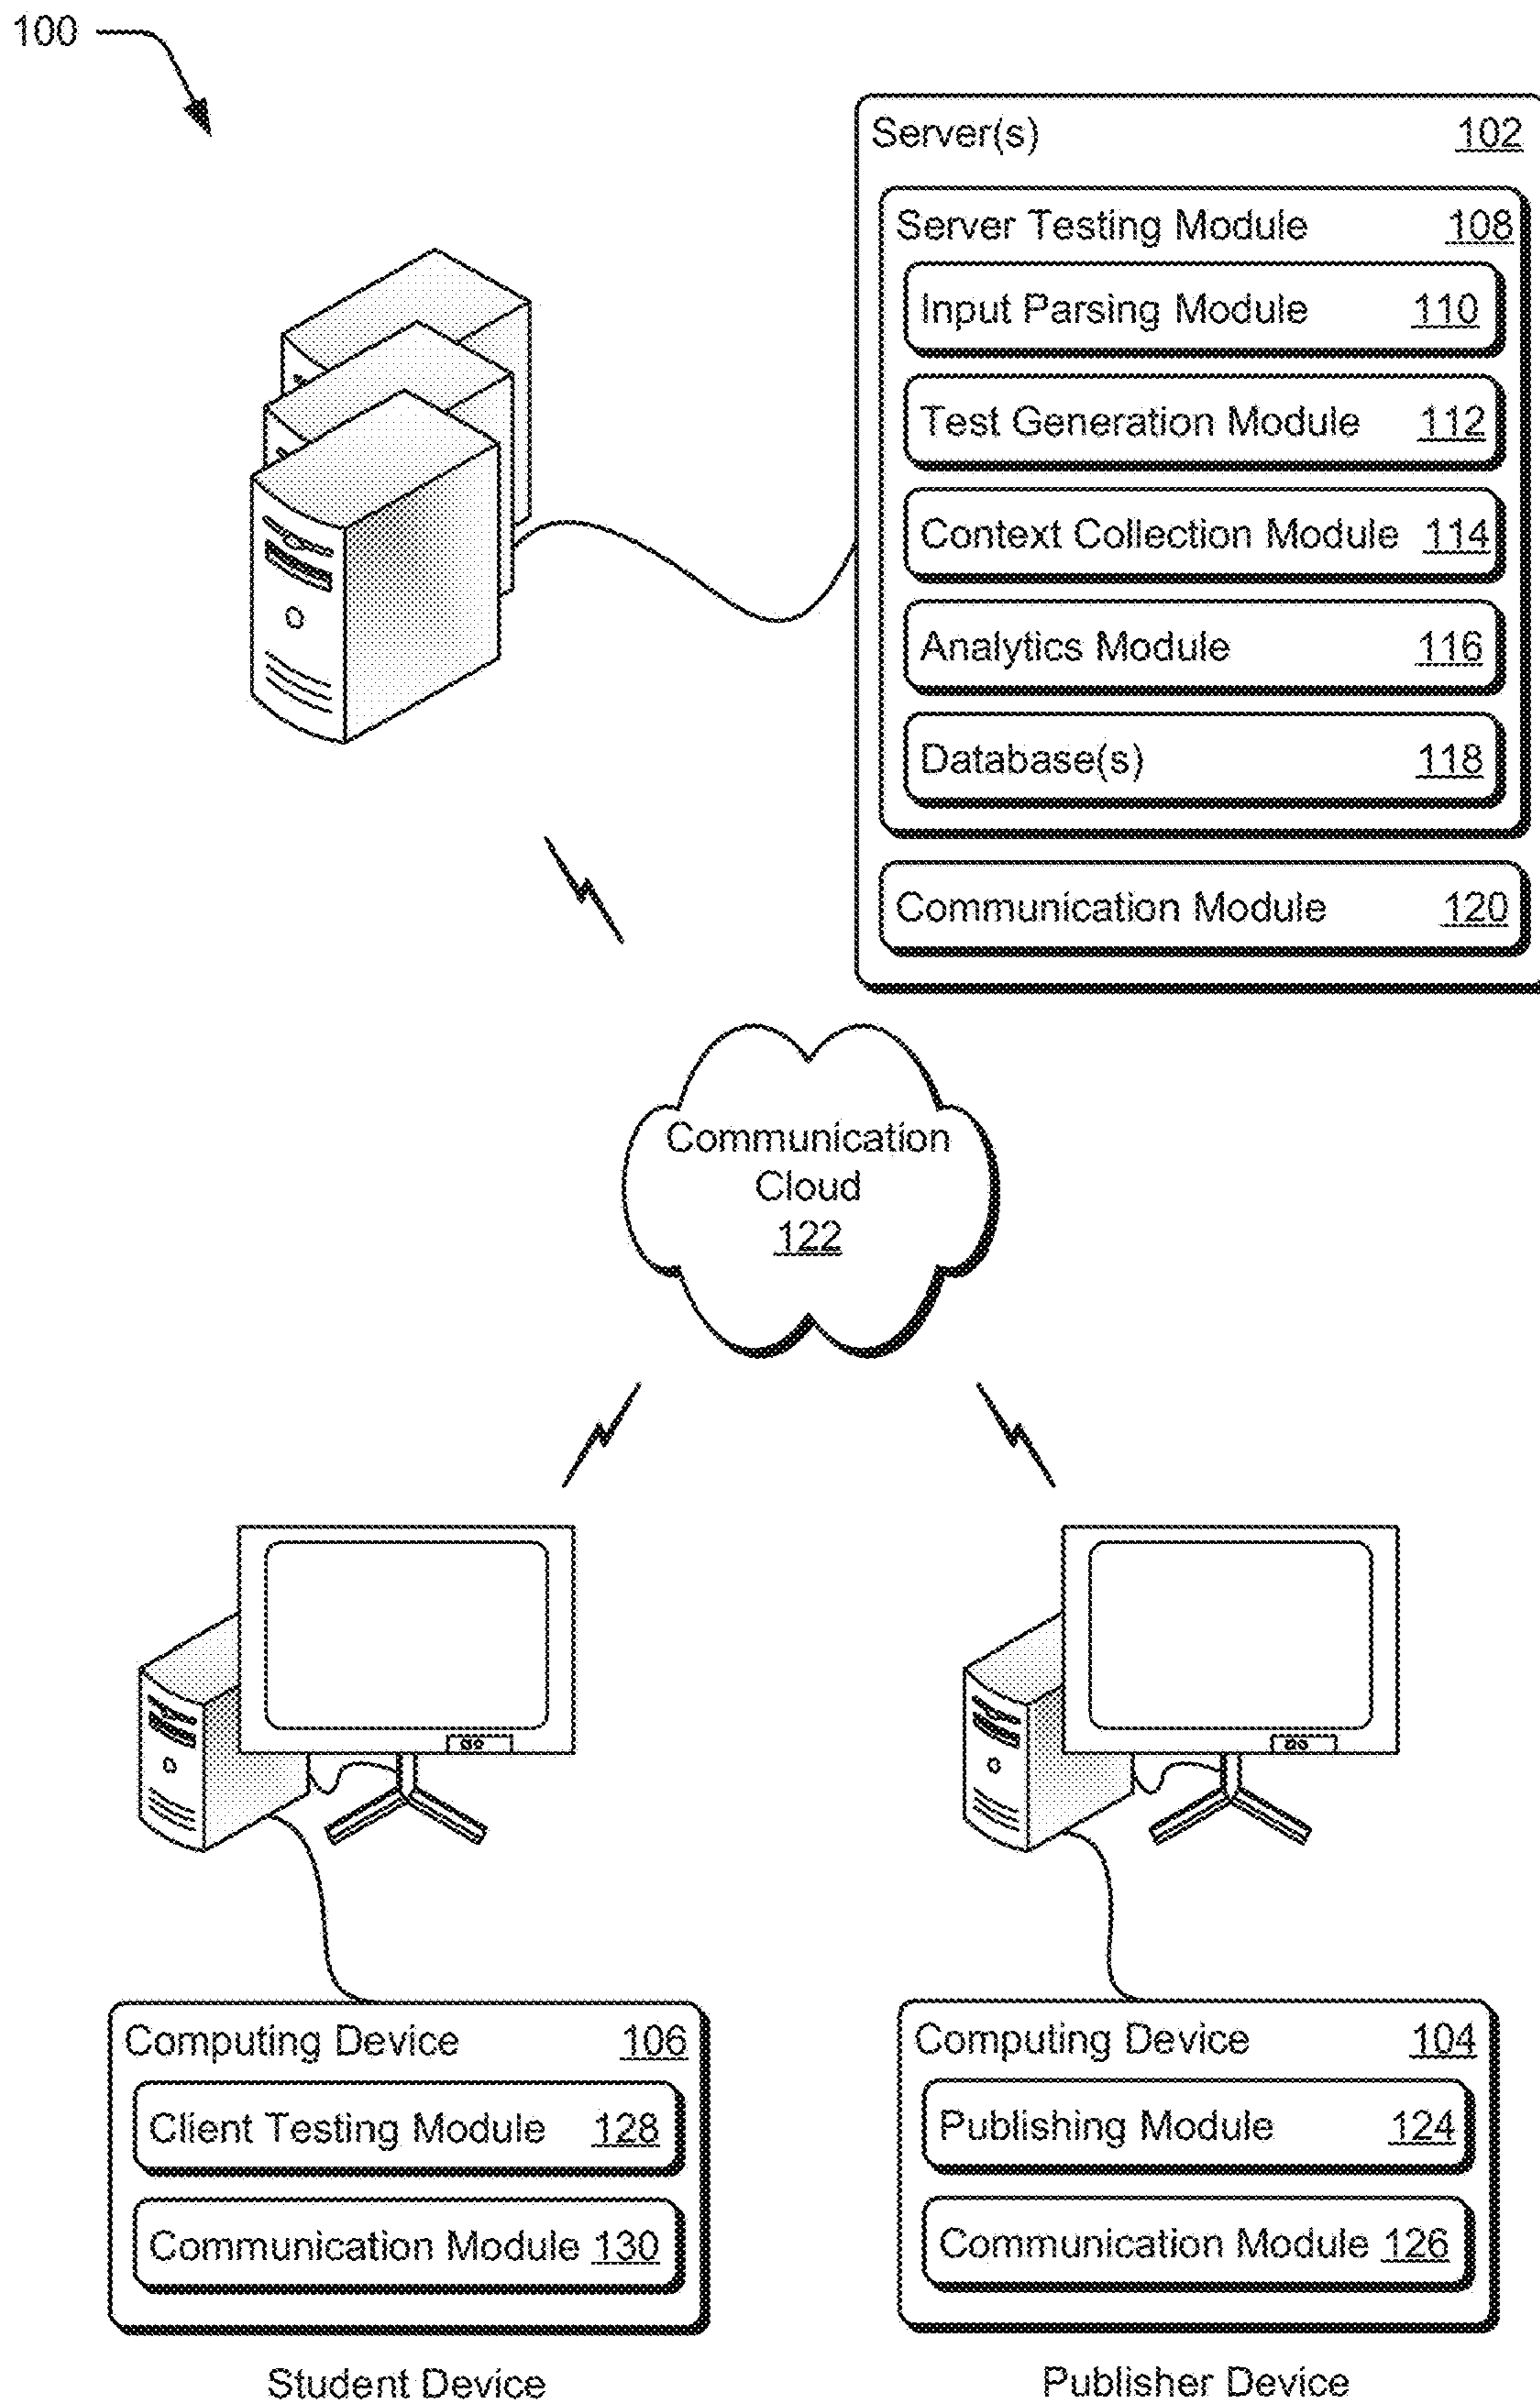 100
Server(s) 102
Server Testing Module 108
Input Parsing Module 110
Test Generation Module 112
Context Collection Module 114
Analytics Module 116
Database(s) 118
Communication Module 120
Communication
Cloud
122
Computing Device 106
Client Testing Module 128
Communication Module 130
Student Device
Computing Device 104
Publishing Module 124
Communication Module 126
Publisher Device